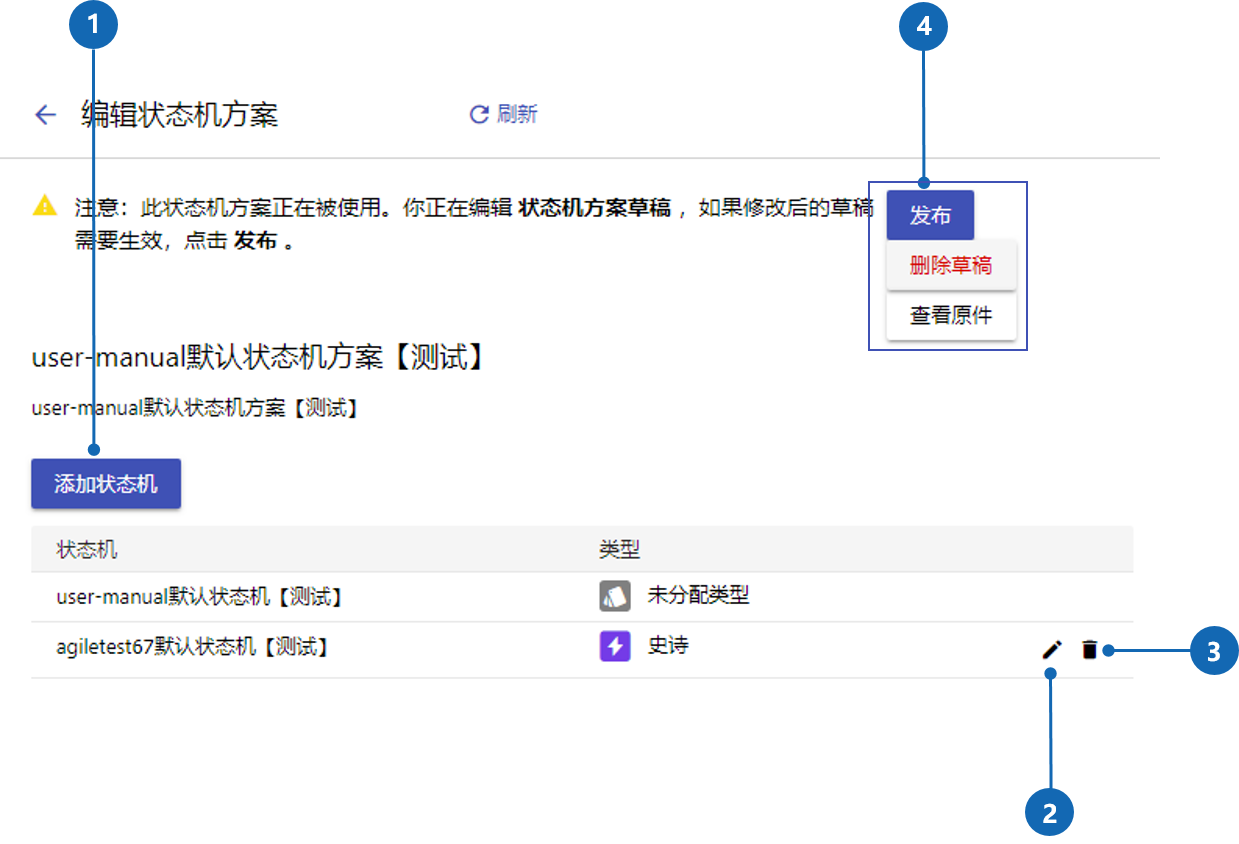 1
4
编辑状态机方案 刷新
注意：此状态机方案正在被使用。你正在编辑 状态机方案草稿 ，如果修改后的草稿
需要生效，点击 发布 。
发布
删除草稿
查看原件
user-manual默认状态机方案【测试】
user-manual默认状态机方案【测试】
添加状态机
状态机 类型
user-manual默认状态机【测试】 未分配类型
agiletest67默认状态机【测试】 史诗
3
2